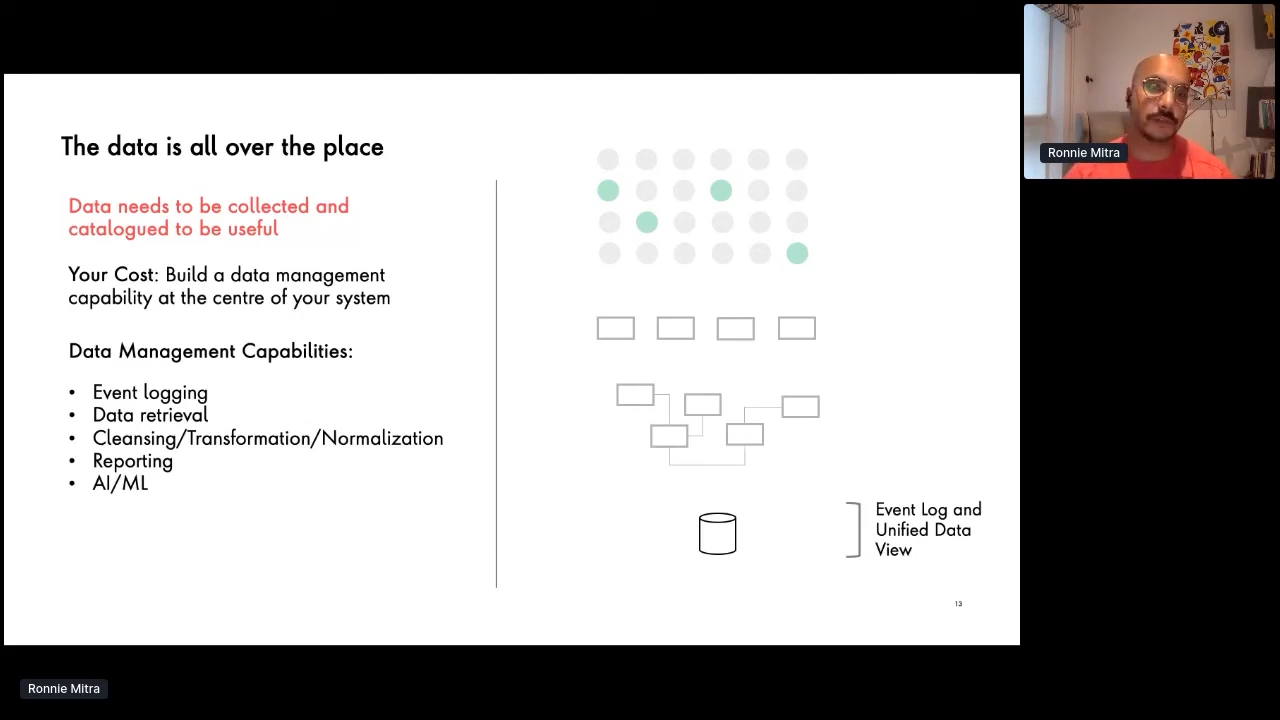 The data is all over the place
Data needs to be collected and
catalogued to be useful
Your Cost: Build a data management
capability at the centre of your system
Data Management Capabilities:
• Event logging
• Data retrieval
• Cleansing/Transformation/Normalization
• Reporting
• AI/ML
Event Log and
Unified Data
View
13
Ronnie Mitra
Ronnie Mitra